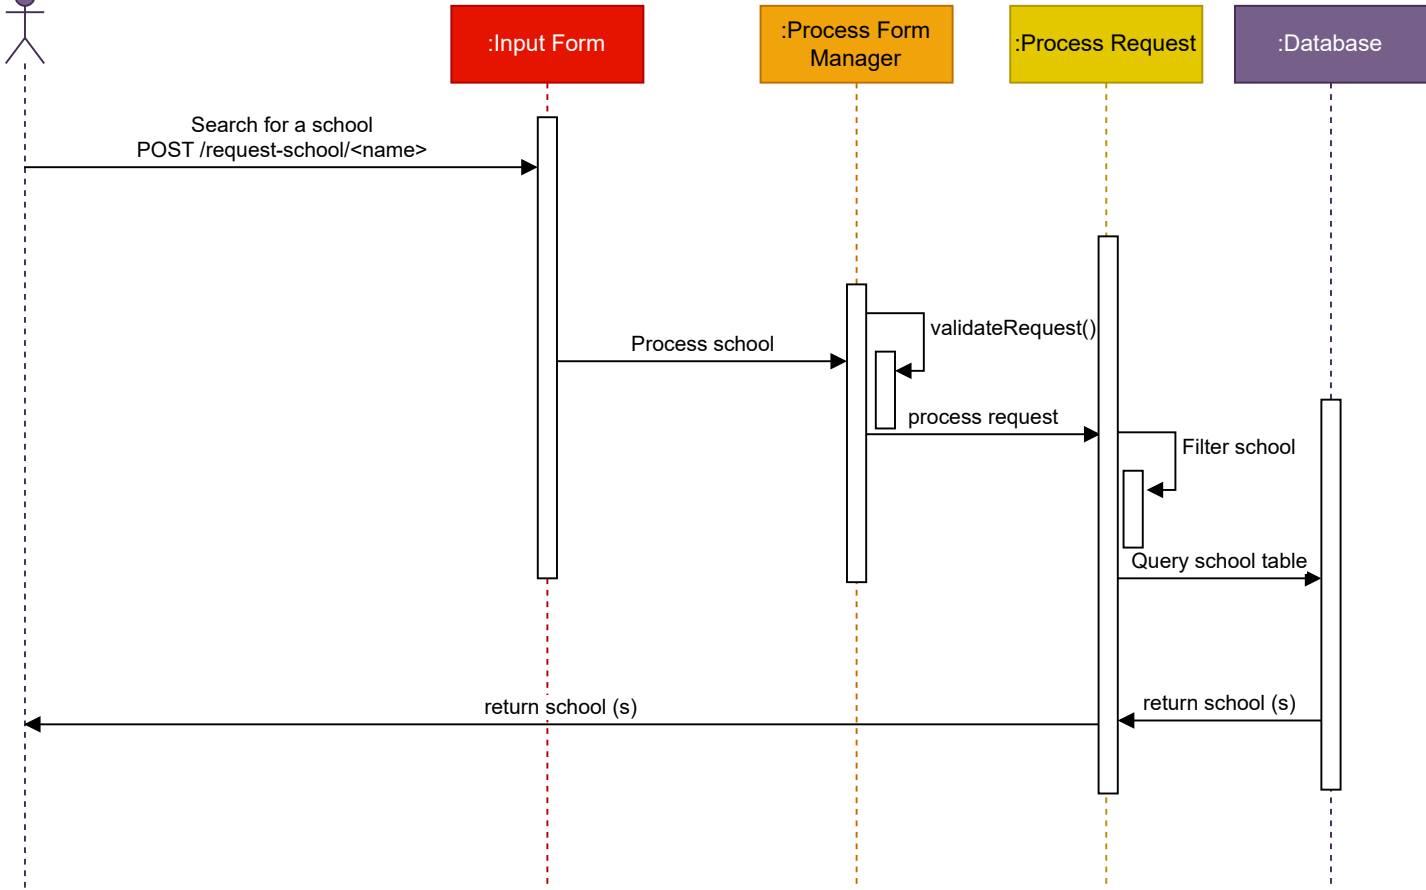 :Input Form
:Process Form
Manager
:Process Request
:Database
Search for a school
POST /request-school/<name>
validateRequest()
Process school
process request
Filter school
Query school table
return school (s)
return school (s)